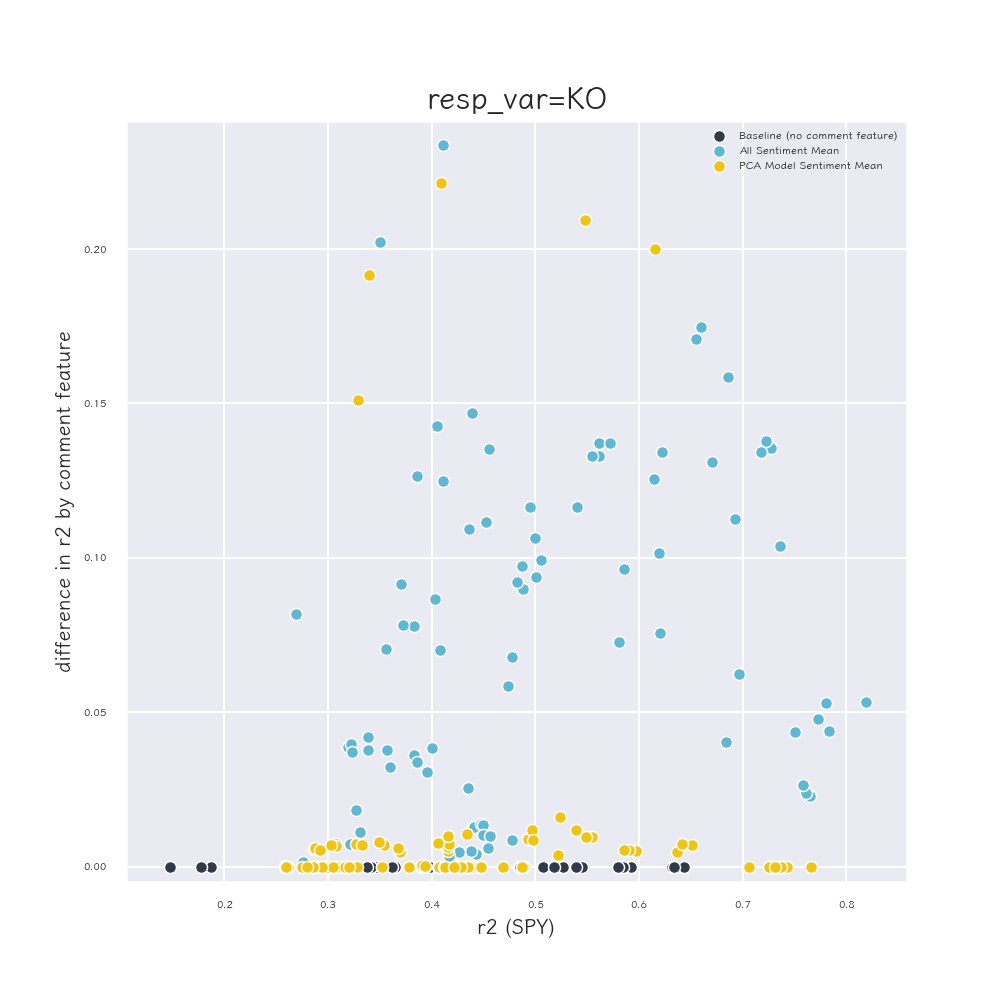 resp_var=KO
Baseline (no comment feature)
All Sentiment Mean
PCA Model Sentiment Mean
0.20
0.15
0.10
0.05
0.00
difference in r2 by comment feature
0.2 0.3 0.4 0.5 0.6 0.7 0.8
r2 (SPY)